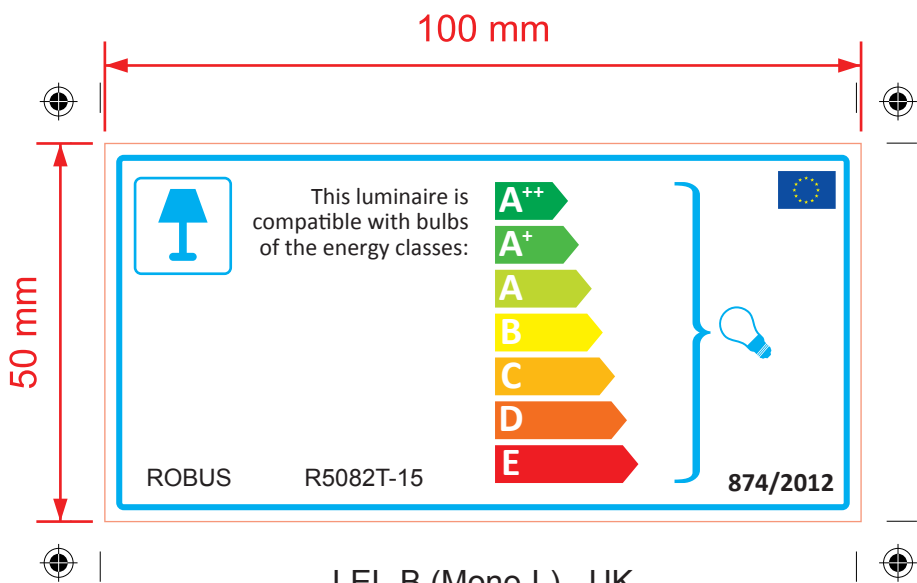 100 mm
50 mm
This luminaire is
compatible with bulbs
of the energy classes:
A++
A+
A
B
C
D
E
ROBUS R5082T-15
874/2012